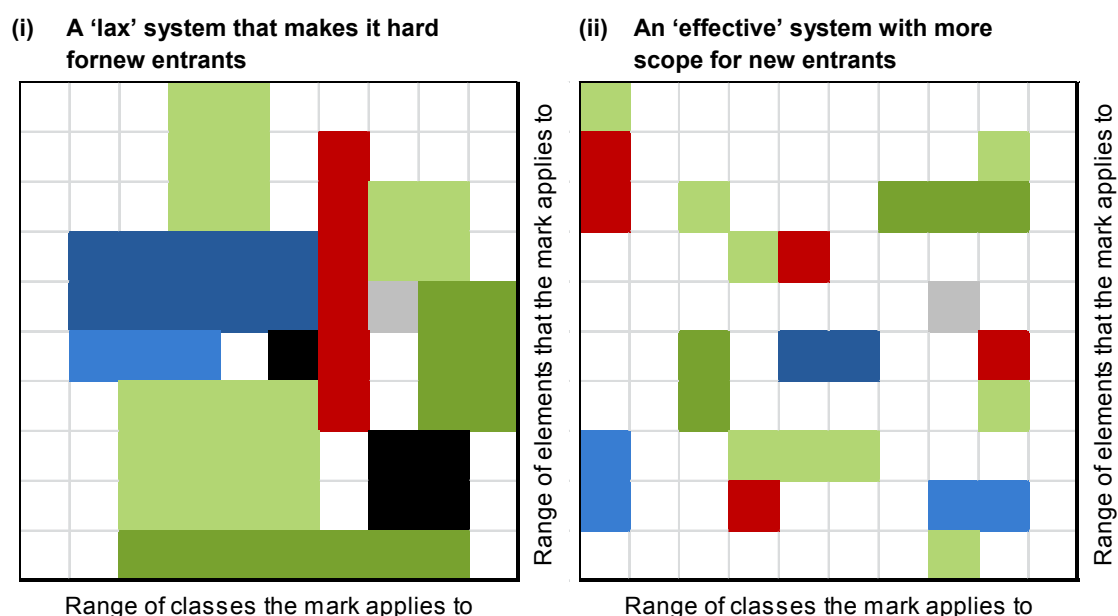 (i) A ‘lax’ system that makes it hard
fornew entrants
Range of elements that the mark applies to
Range of classes the mark applies to
(ii) An ‘effective’ system with more
scope for new entrants
Range of elements that the mark applies to
Range of classes the mark applies to